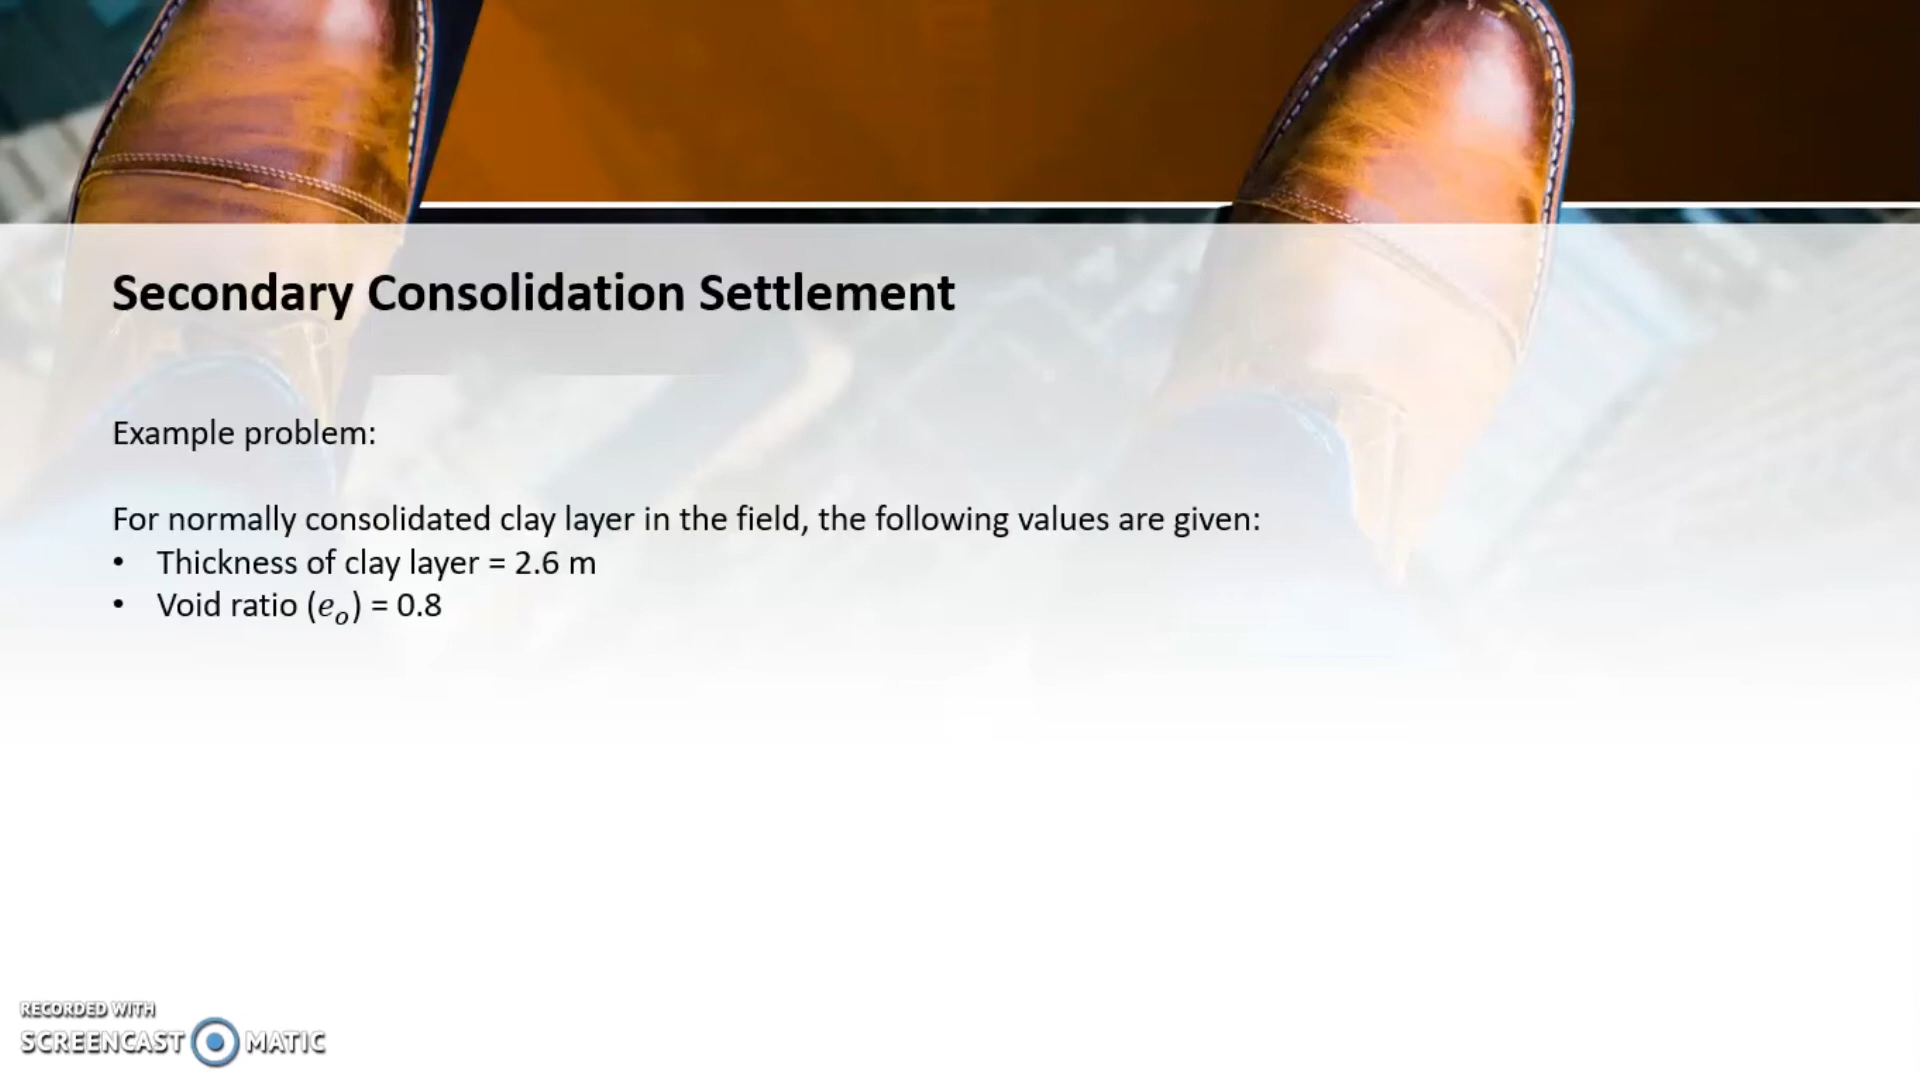 Secondary Consolidation Settlement
Example problem:
For normally consolidated clay layer in the field, the following values are given:
• Thickness of clay layer = 2.6 m
• Void ratio (eₒ) = 0.8
RECORDED WITH
SCREENCAST MATIC